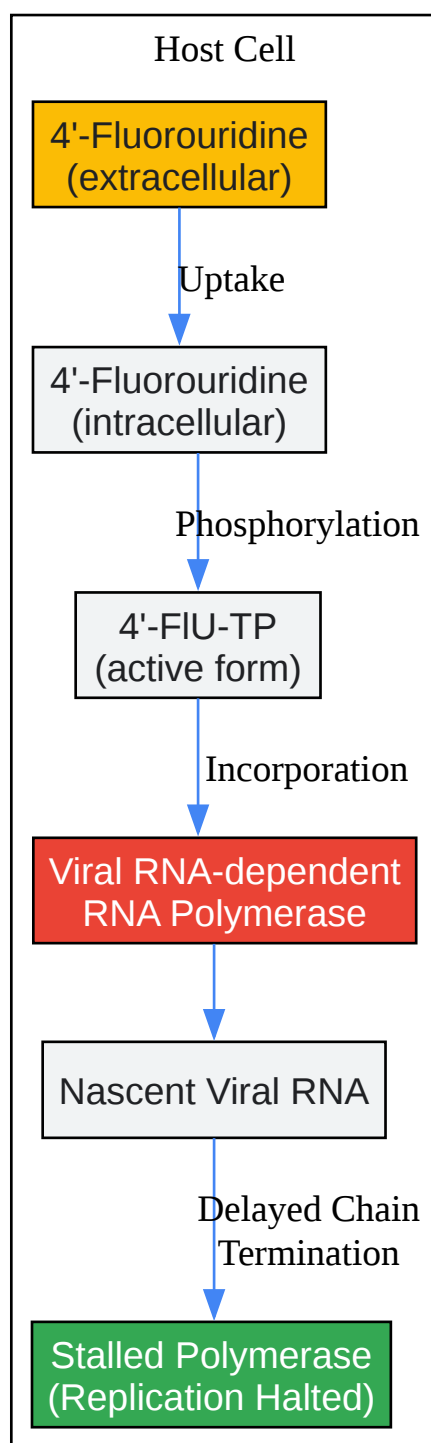 Host Cell
4'-Fluorouridine
(extracellular)
Uptake
4'-Fluorouridine
(intracellular)
Phosphorylation
4'-FlU-TP
(active form)
Incorporation
Viral RNA-dependent
RNA Polymerase
Nascent Viral RNA
Delayed Chain
Termination
Stalled Polymerase
(Replication Halted)